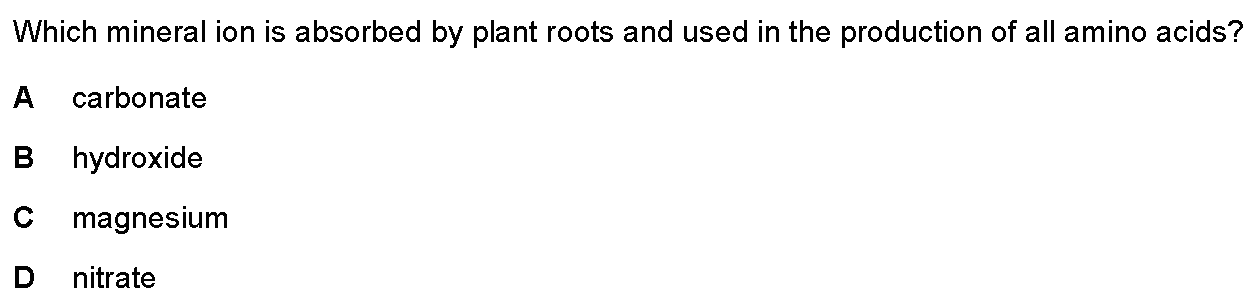 Which mineral ion is absorbed by plant roots and used in the production of all amino acids?
A carbonate
B hydroxide
C magnesium
D nitrate